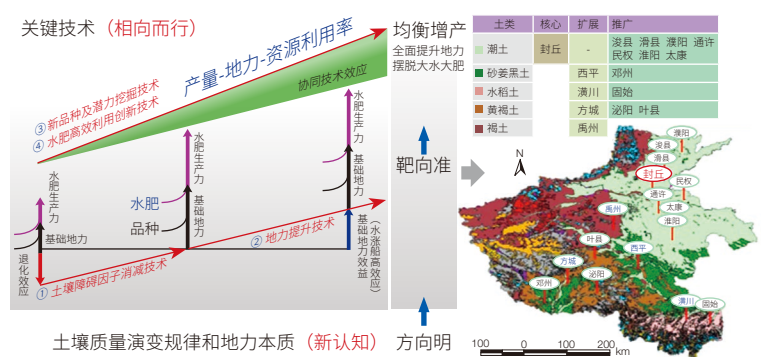 关键技术（相向而行）
产量-地力-资源利用率
协同技术效应
③ 新品种及潜力挖掘技术
④ 水肥高效利用创新技术
水肥生产力
水肥生产力
水肥生产力
基础地力
基础地力
基础地力
水肥
品种
退化效应
① 土壤障碍因子消减技术
② 地力提升技术
基础地力效益
（水涨船高效应）
土壤质量演变规律和地力本质（新认知）
均衡增产
全面提升地力
摆脱大水大肥
靶向准
方向明
土类 核心 扩展 推广
潮土 封丘 - 浚县 滑县 濮阳 通许
民权 淮阳 太康
砂姜黑土 西平 邓州
水稻土 潢川 固始
黄褐土 方城 泌阳 叶县
褐土 禹州
N
濮阳
浚县
滑县
封丘
民权
通许
太康
禹州
淮阳
叶县
西平
方城
泌阳
邓州
潢川
固始
100 0 100 200
km